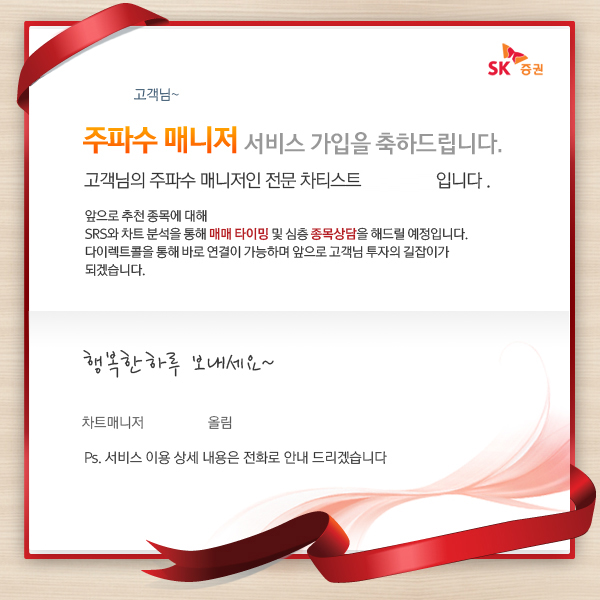 SK 증권
고객님~
주파수 매니저 서비스 가입을 축하드립니다.
고객님의 주파수 매니저인 전문 차티스트 입니다 .
앞으로 추천 종목에 대해
SRS와 차트 분석을 통해 매매 타이밍 및 심층 종목상담을 해드릴 예정입니다.
다이렉트콜을 통해 바로 연결이 가능하며 앞으로 고객님 투자의 길잡이가
되겠습니다.
행복한하루 보내세요~
차트매니저 올림
Ps. 서비스 이용 상세 내용은 전화로 안내 드리겠습니다